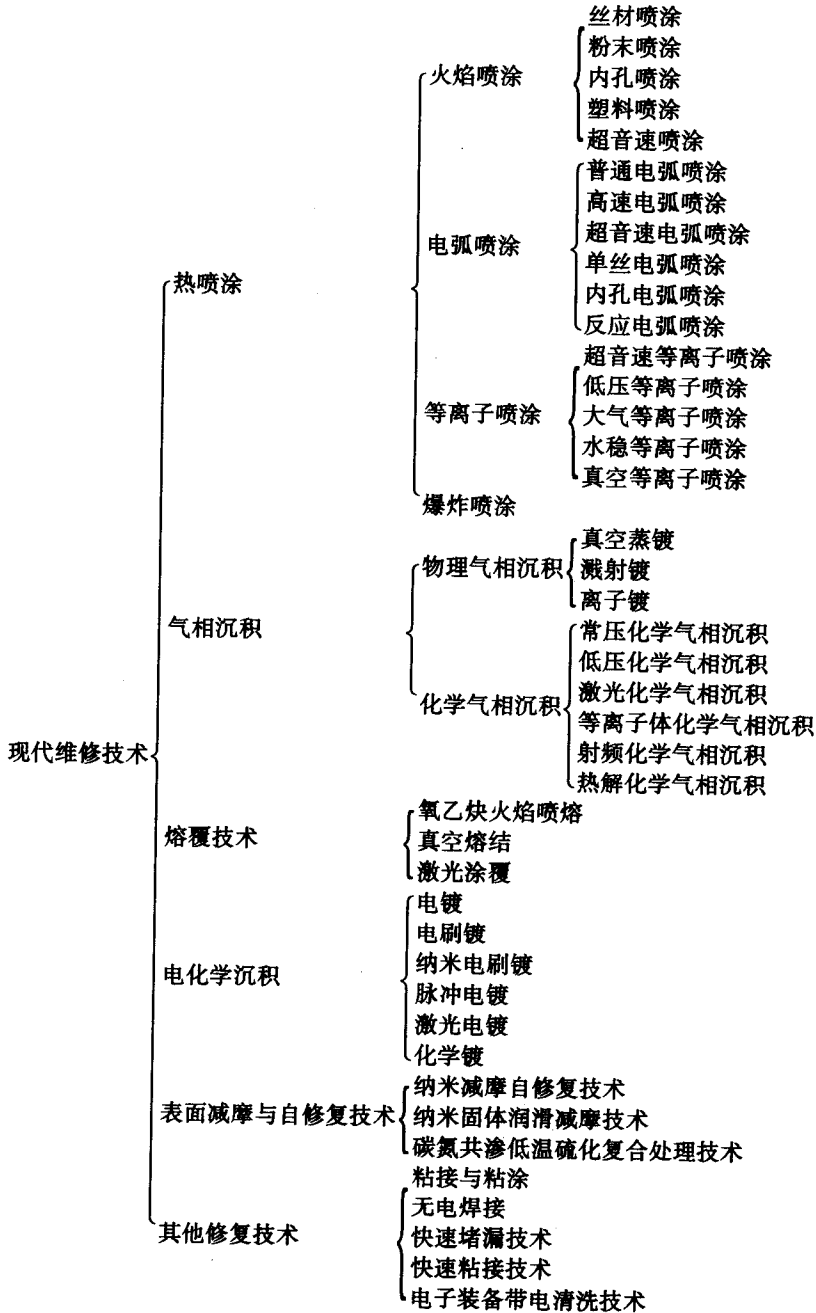 现代维修技术
热喷涂
火焰喷涂
丝材喷涂
粉末喷涂
内孔喷涂
塑料喷涂
超音速喷涂
电弧喷涂
普通电弧喷涂
高速电弧喷涂
超音速电弧喷涂
单丝电弧喷涂
内孔电弧喷涂
反应电弧喷涂
等离子喷涂
超音速等离子喷涂
低压等离子喷涂
大气等离子喷涂
水稳等离子喷涂
真空等离子喷涂
爆炸喷涂
气相沉积
物理气相沉积
真空蒸镀
溅射镀
离子镀
化学气相沉积
常压化学气相沉积
低压化学气相沉积
激光化学气相沉积
等离子体化学气相沉积
射频化学气相沉积
热解化学气相沉积
熔覆技术
氧乙炔火焰喷熔
真空熔结
激光涂覆
电化学沉积
电镀
电刷镀
纳米电刷镀
脉冲电镀
激光电镀
化学镀
表面减摩与自修复技术
纳米减摩自修复技术
纳米固体润滑减摩技术
碳氮共渗低温硫化复合处理技术
其他修复技术
粘接与粘涂
无电焊接
快速堵漏技术
快速粘接技术
电子装备带电清洗技术